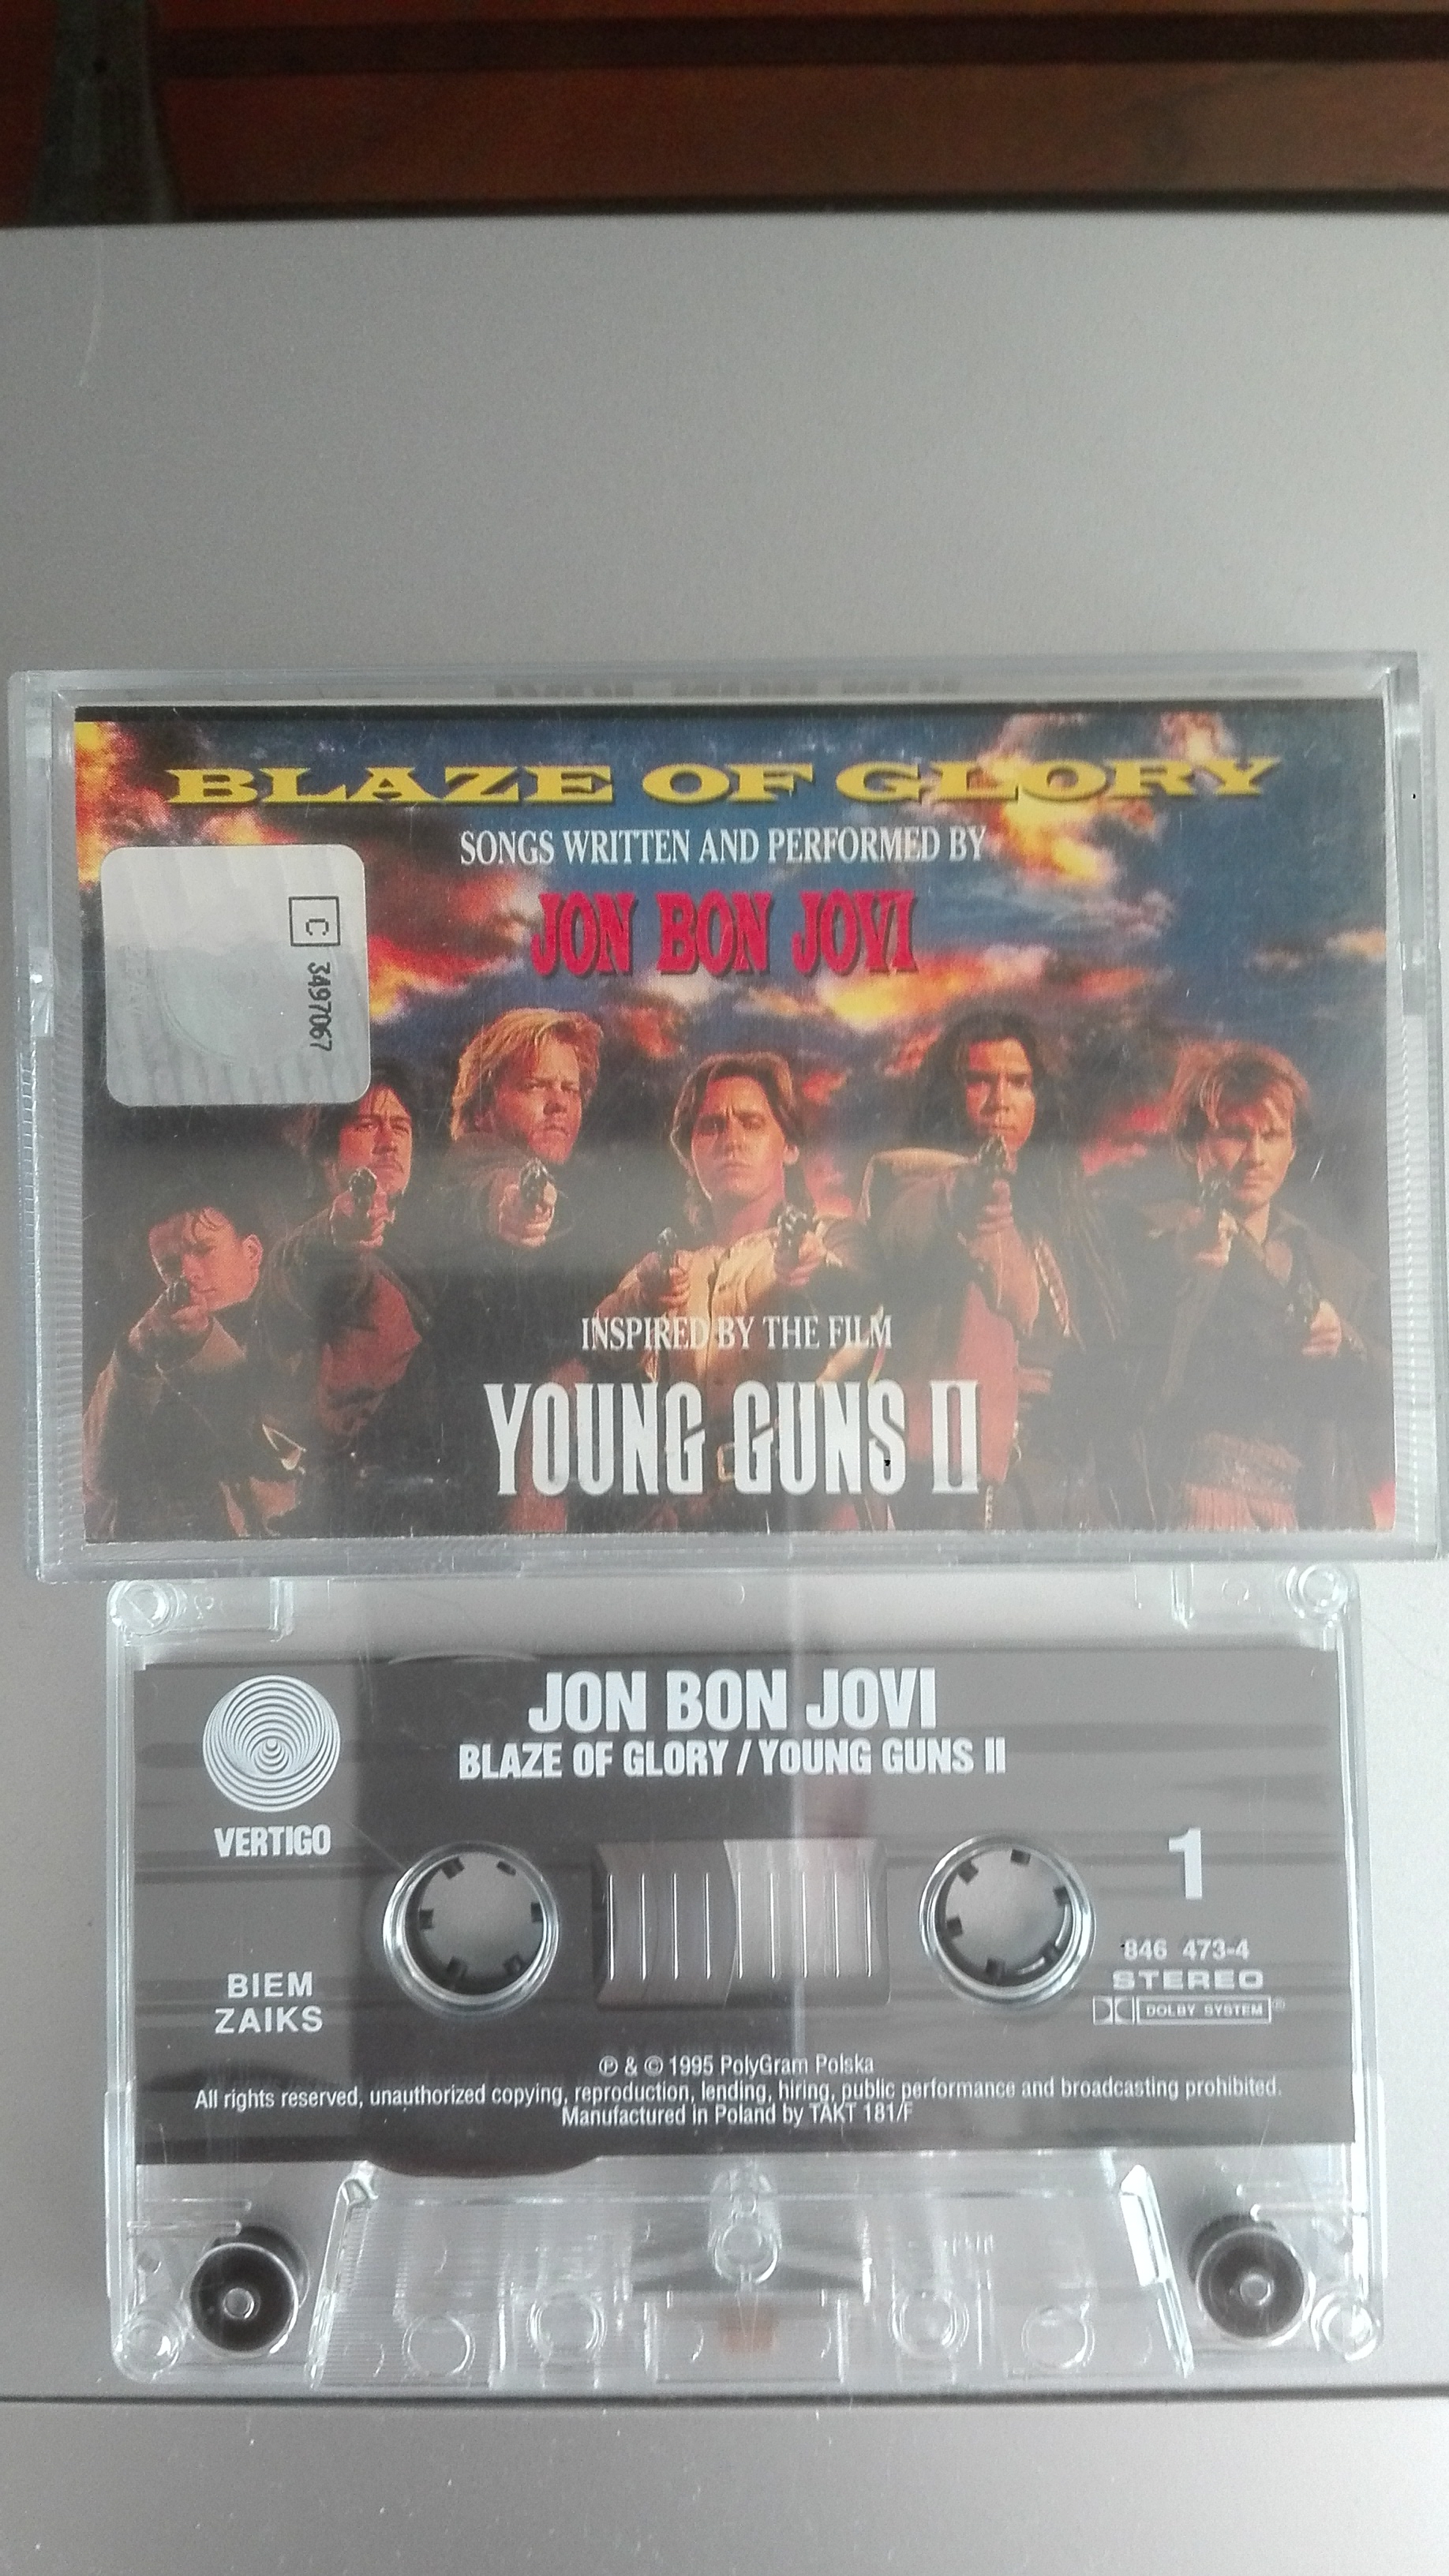 BLAZE OF GLORY
SONGS WRITTEN AND PERFORMED BY
JON BON JOVI
C 3497067
INSPIRED BY THE FILM
YOUNG GUNS II
JON BON JOVI
BLAZE OF GLORY / YOUNG GUNS II
VERTIGO
1
846 473-4
STEREO
DOLBY SYSTEM
BIEM
ZAIKS
℗ & © 1995 PolyGram Polska
All rights reserved, unauthorized copying, reproduction, lending, hiring, public performance and broadcasting prohibited.
Manufactured in Poland by TAKT 181/F